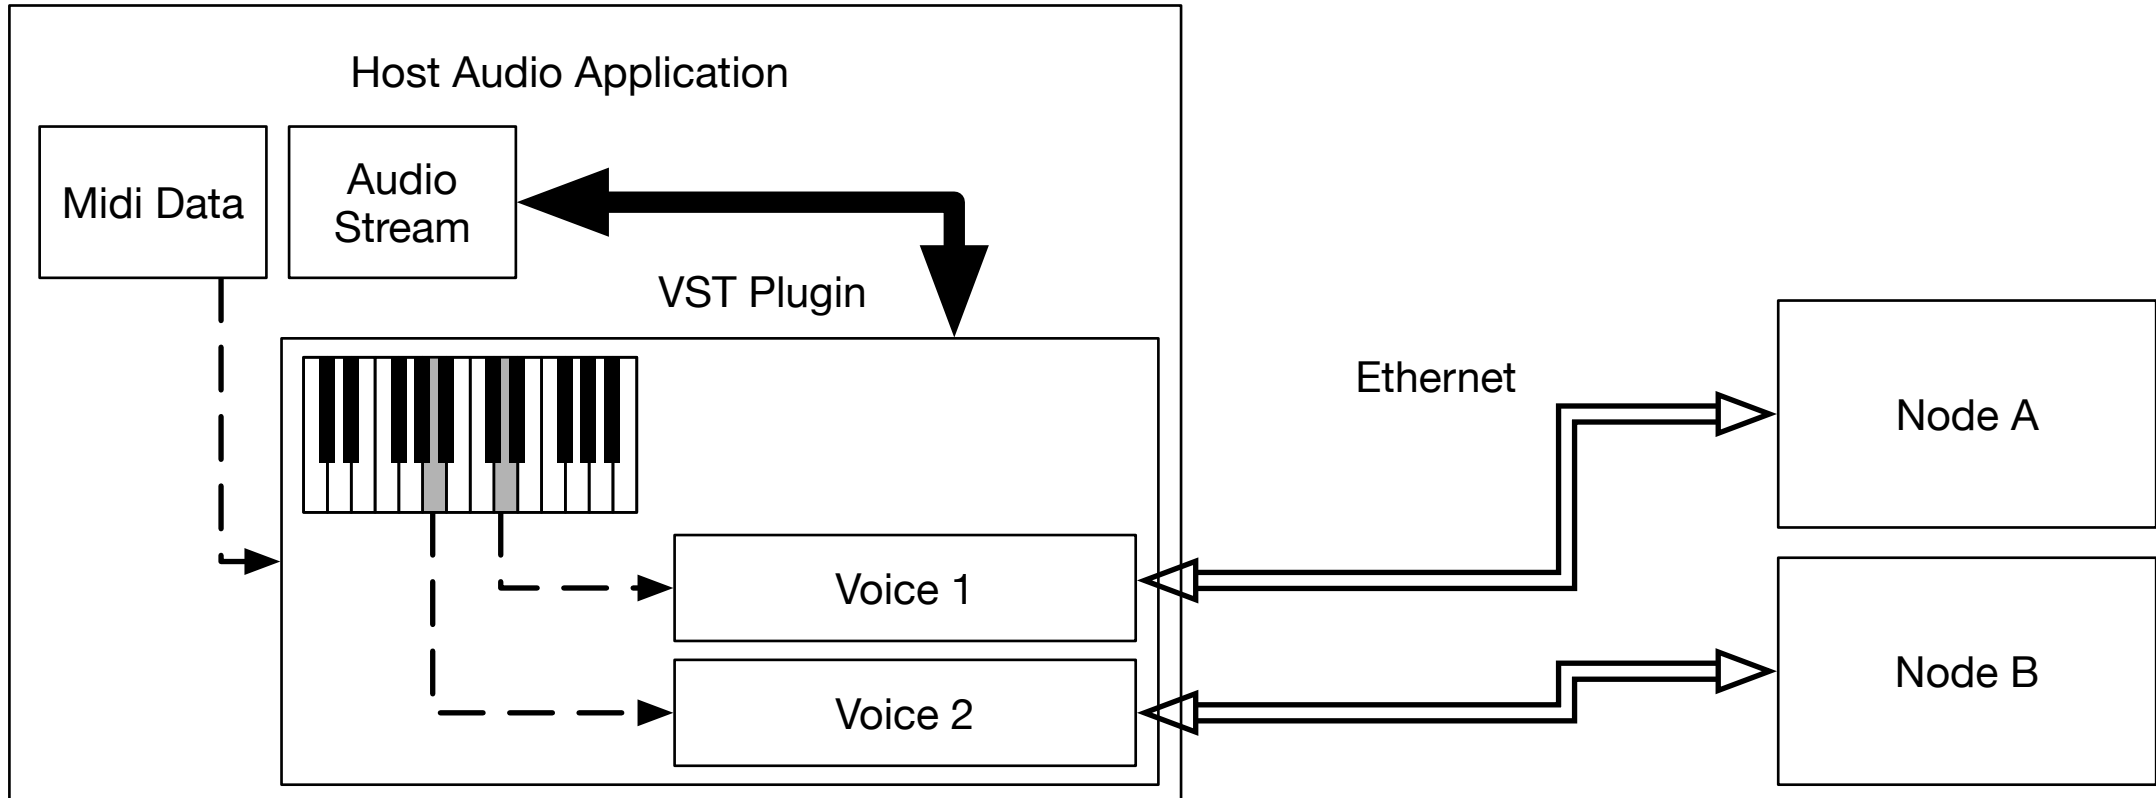 Host Audio Application
Midi Data
Audio
Stream
VST Plugin
Ethernet
Node A
Voice 1
Node B
Voice 2